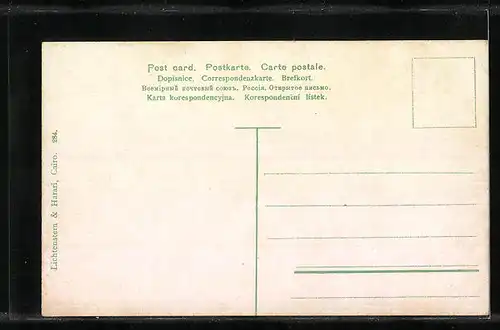 Post card. Postkarte. Carte postale.
Dopisnice. Correspondenzkarte. Brefkort.
Всемірный почтовый союзъ. Россія. Открытое письмо.
Karta korespondencyjna. Korespondenční lístek.
Lichtenstern & Harari, Cairo. 284.